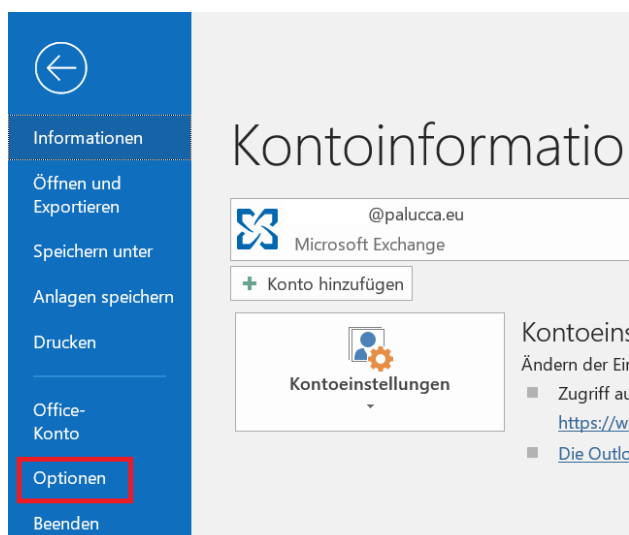 Informationen
Öffnen und
Exportieren
Speichern unter
Anlagen speichern
Drucken
Office-
Konto
Optionen
Beenden
Kontoinformatio
@palucca.eu
Microsoft Exchange
+ Konto hinzufügen
Kontoeinstellungen
Kontoeins
Ändern der Ei
Zugriff au
https://w
Die Outlo